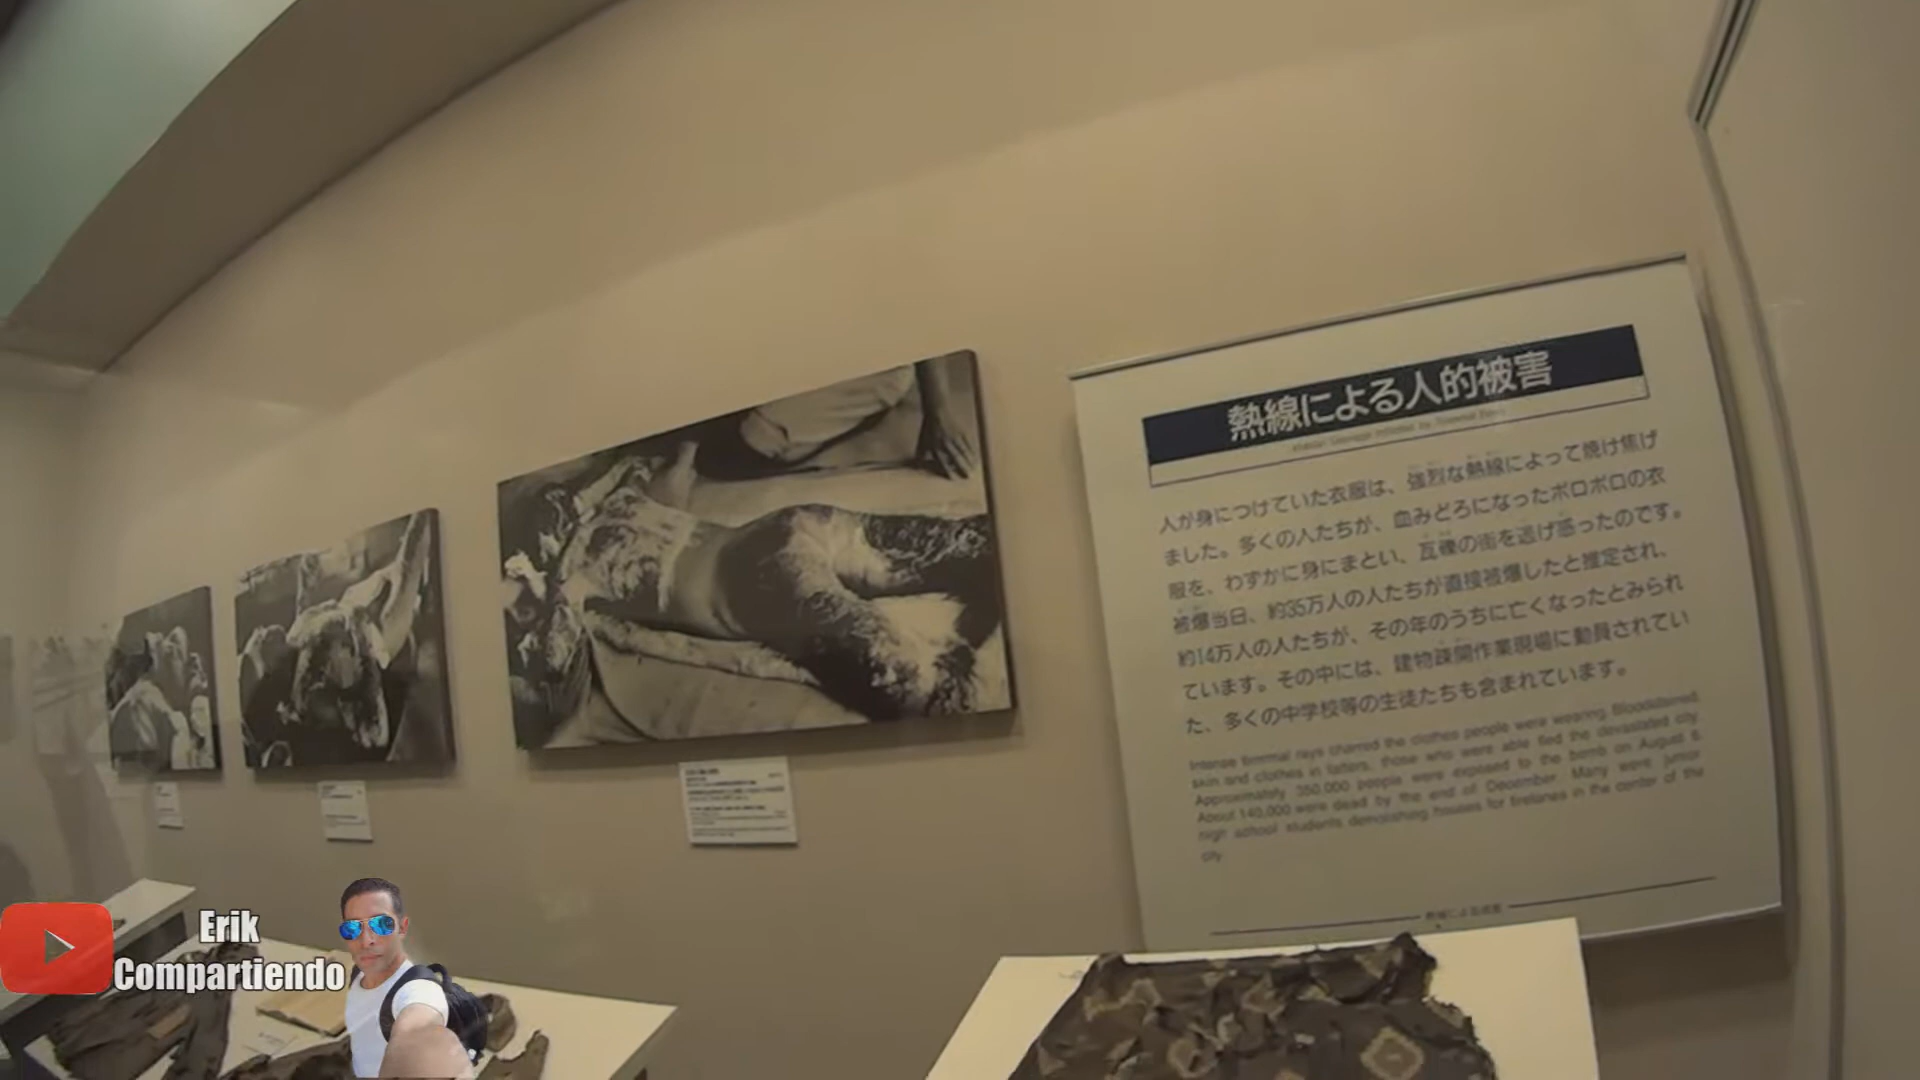 熱線による人的被害
人が身につけていた衣服は、強烈な熱線によって焼け焦げ
ました。多くの人たちが、血みどろになったボロボロの衣
服を、わずかに身にまとい、瓦礫の街を逃げ惑ったのです。
被爆当日、約35万人の人たちが直接被爆したと推定され、
約14万人の人たちが、その年のうちに亡くなったとみられ
ています。その中には、建物疎開作業現場に動員されてい
た、多くの中学校等の生徒たちも含まれています。
Intense thermal rays charred the clothes people were wearing. Bloodstained,
skin and clothes in tatters, those who were able fled the devastated city.
Approximately 350,000 people were exposed to the bomb on August 6.
About 140,000 were dead by the end of December. Many were junior
high school students demolishing houses for firelanes in the center of the
city.
Erik
Compartiendo